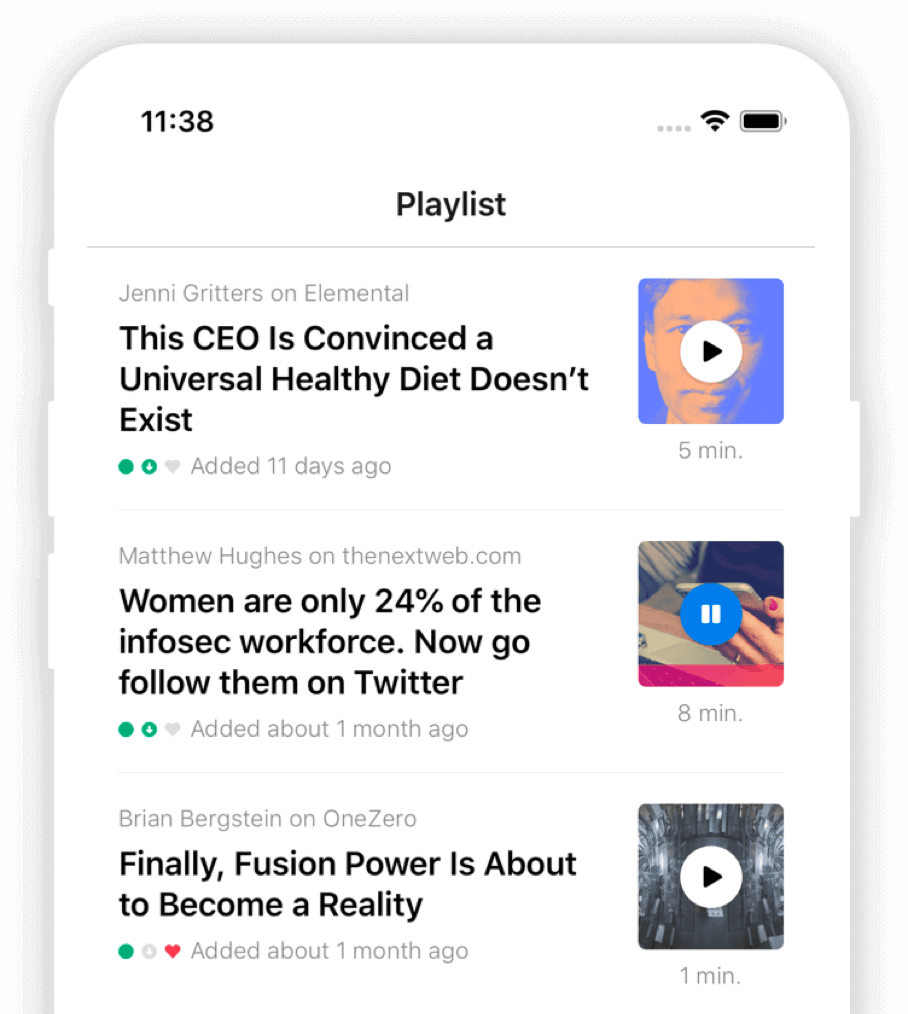 11:38
Playlist
Jenni Gritters on Elemental
This CEO Is Convinced a
Universal Healthy Diet Doesn’t
Exist
Added 11 days ago
5 min.
Matthew Hughes on thenextweb.com
Women are only 24% of the
infosec workforce. Now go
follow them on Twitter
Added about 1 month ago
8 min.
Brian Bergstein on OneZero
Finally, Fusion Power Is About
to Become a Reality
Added about 1 month ago
1 min.